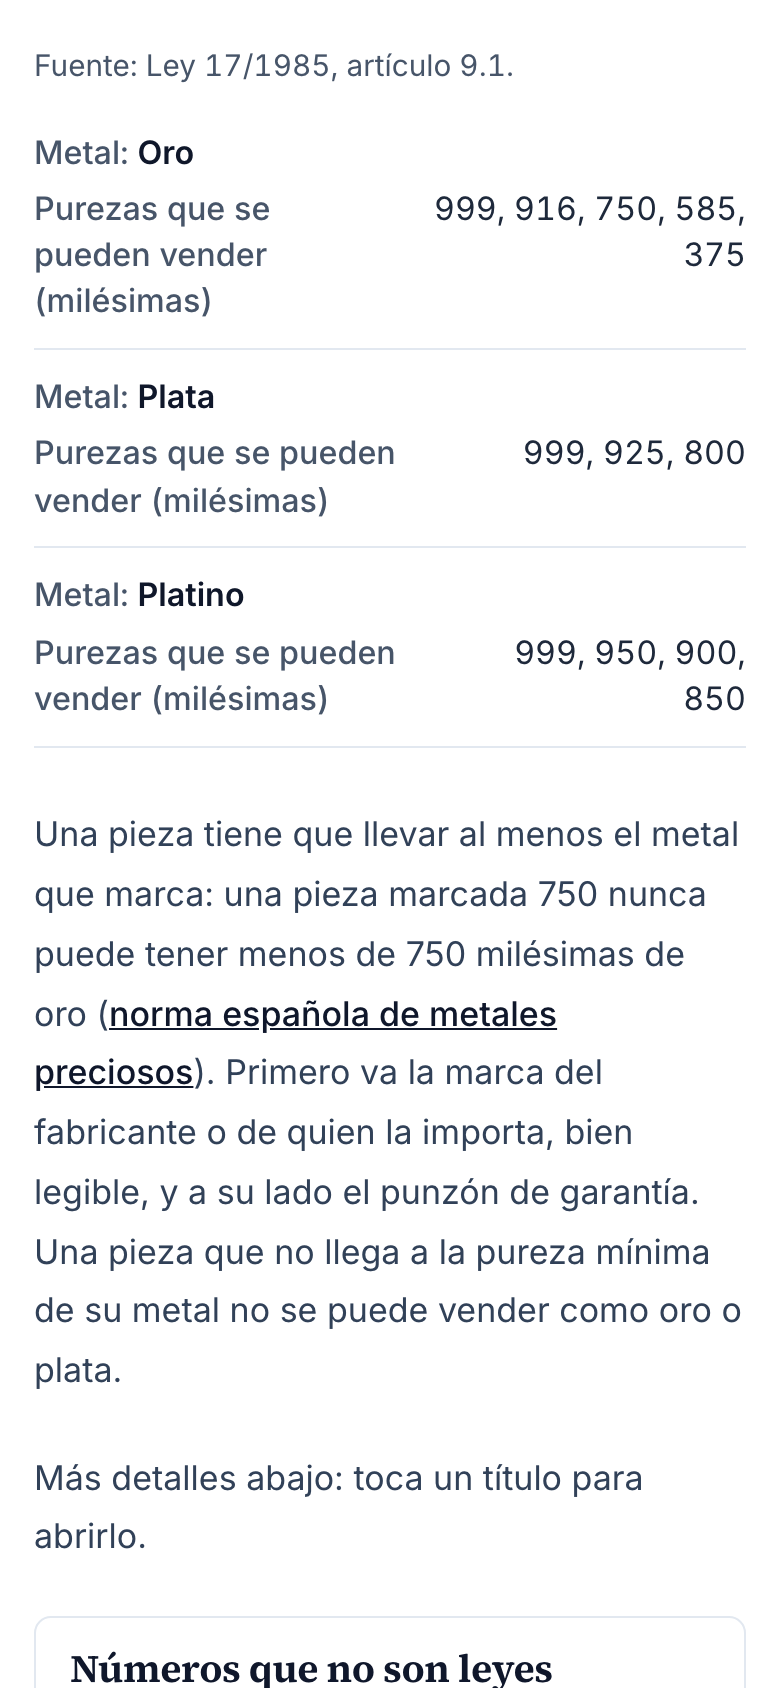 Fuente: Ley 17/1985, artículo 9.1.
Metal: Oro
Purezas que se 999, 916, 750, 585,
pueden vender 375
(milésimas)
Metal: Plata
Purezas que se pueden 999, 925, 800
vender (milésimas)
Metal: Platino
Purezas que se pueden 999, 950, 900,
vender (milésimas) 850
Una pieza tiene que llevar al menos el metal
que marca: una pieza marcada 750 nunca
puede tener menos de 750 milésimas de
oro (norma española de metales
preciosos). Primero va la marca del
fabricante o de quien la importa, bien
legible, y a su lado el punzón de garantía.
Una pieza que no llega a la pureza mínima
de su metal no se puede vender como oro o
plata.
Más detalles abajo: toca un título para
abrirlo.
Números que no son leyes